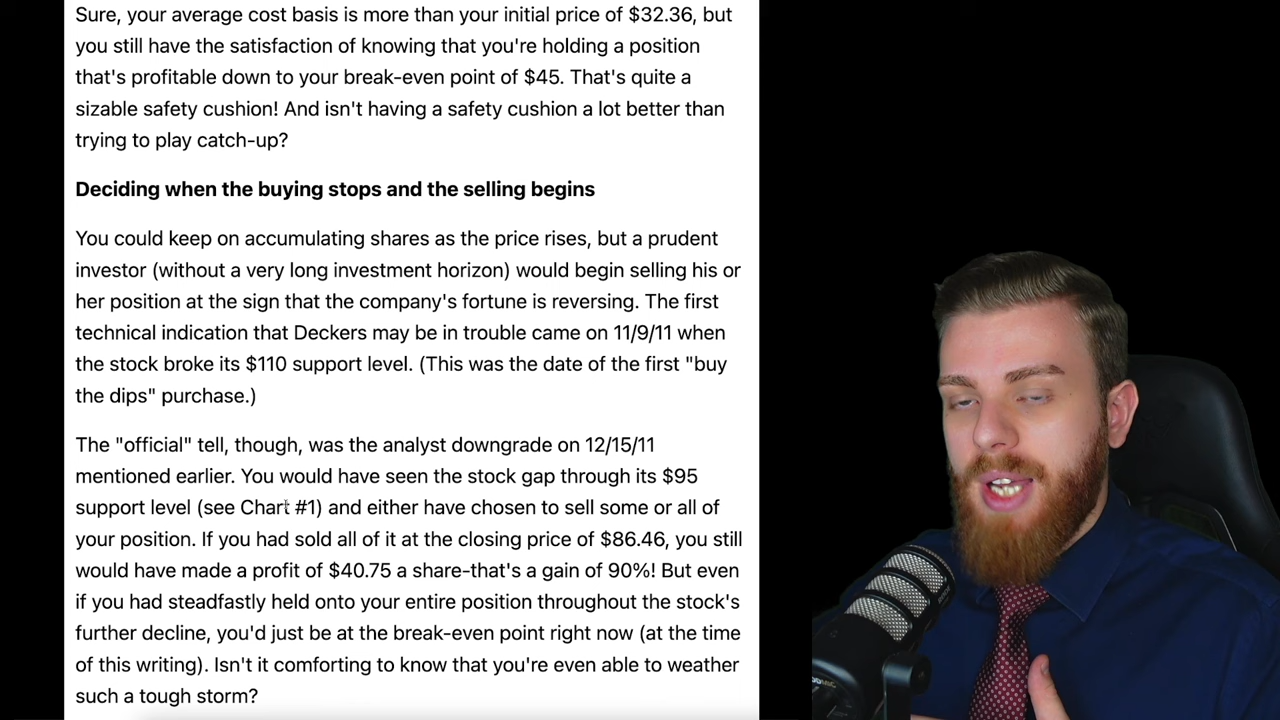 Sure, your average cost basis is more than your initial price of $32.36, but
you still have the satisfaction of knowing that you're holding a position
that's profitable down to your break-even point of $45. That's quite a
sizable safety cushion! And isn't having a safety cushion a lot better than
trying to play catch-up?
Deciding when the buying stops and the selling begins
You could keep on accumulating shares as the price rises, but a prudent
investor (without a very long investment horizon) would begin selling his or
her position at the sign that the company's fortune is reversing. The first
technical indication that Deckers may be in trouble came on 11/9/11 when
the stock broke its $110 support level. (This was the date of the first "buy
the dips" purchase.)
The "official" tell, though, was the analyst downgrade on 12/15/11
mentioned earlier. You would have seen the stock gap through its $95
support level (see Chart #1) and either have chosen to sell some or all of
your position. If you had sold all of it at the closing price of $86.46, you still
would have made a profit of $40.75 a share-that's a gain of 90%! But even
if you had steadfastly held onto your entire position throughout the stock's
further decline, you'd just be at the break-even point right now (at the time
of this writing). Isn't it comforting to know that you're even able to weather
such a tough storm?